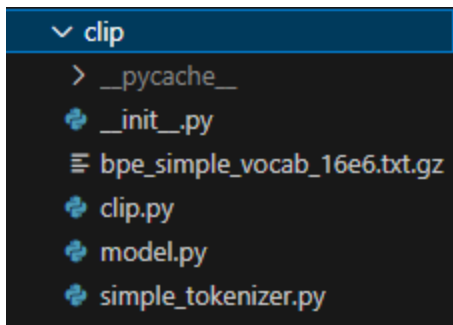 clip
__pycache__
__init__.py
bpe_simple_vocab_16e6.txt.gz
clip.py
model.py
simple_tokenizer.py